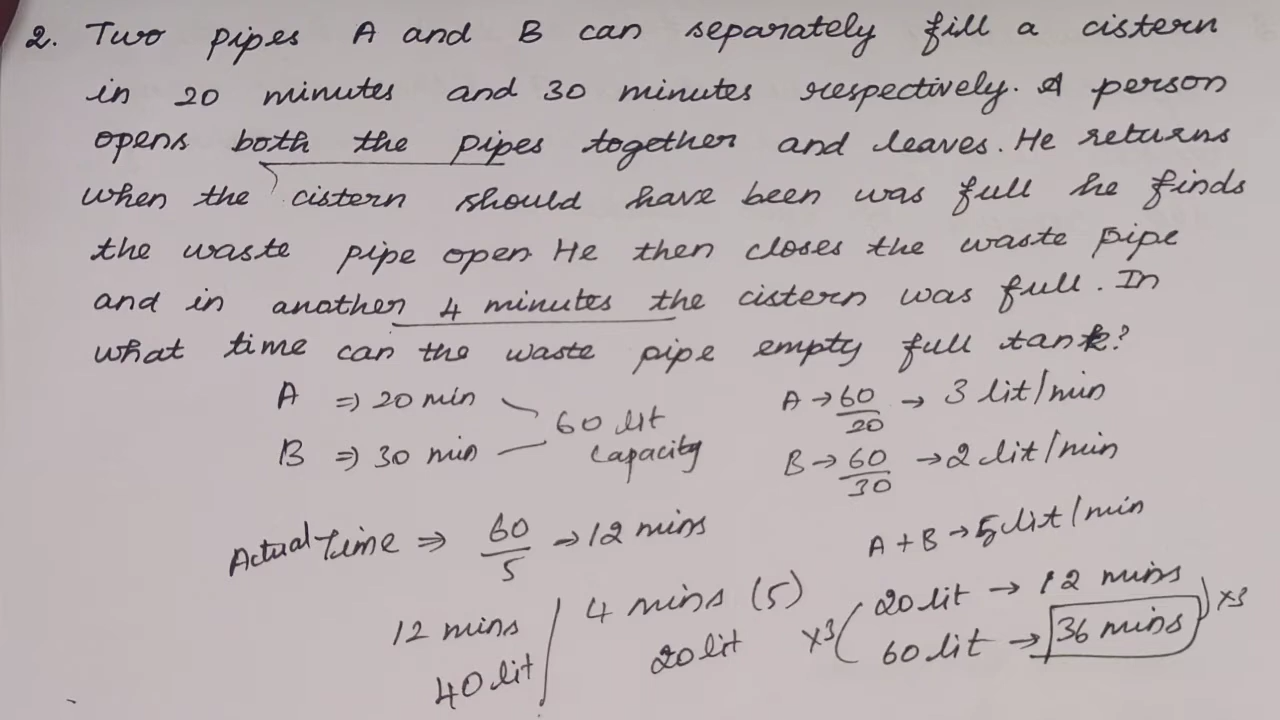 2. Two pipes A and B can separately fill a cistern
in 20 minutes and 30 minutes respectively. A person
opens both the pipes together and leaves. He returns
when the cistern should have been was full he finds
the waste pipe open. He then closes the waste pipe
and in another 4 minutes the cistern was full. In
what time can the waste pipe empty full tank?
A ⇒ 20 min
B ⇒ 30 min
60 lit
capacity
A → 60/20 → 3 lit/min
B → 60/30 → 2 lit/min
A + B → 5 lit/min
Actual Time ⇒ 60/5 → 12 mins
12 mins
40 lit
4 mins (5)
20 lit
x3
20 lit → 12 mins
60 lit → 36 mins
x3